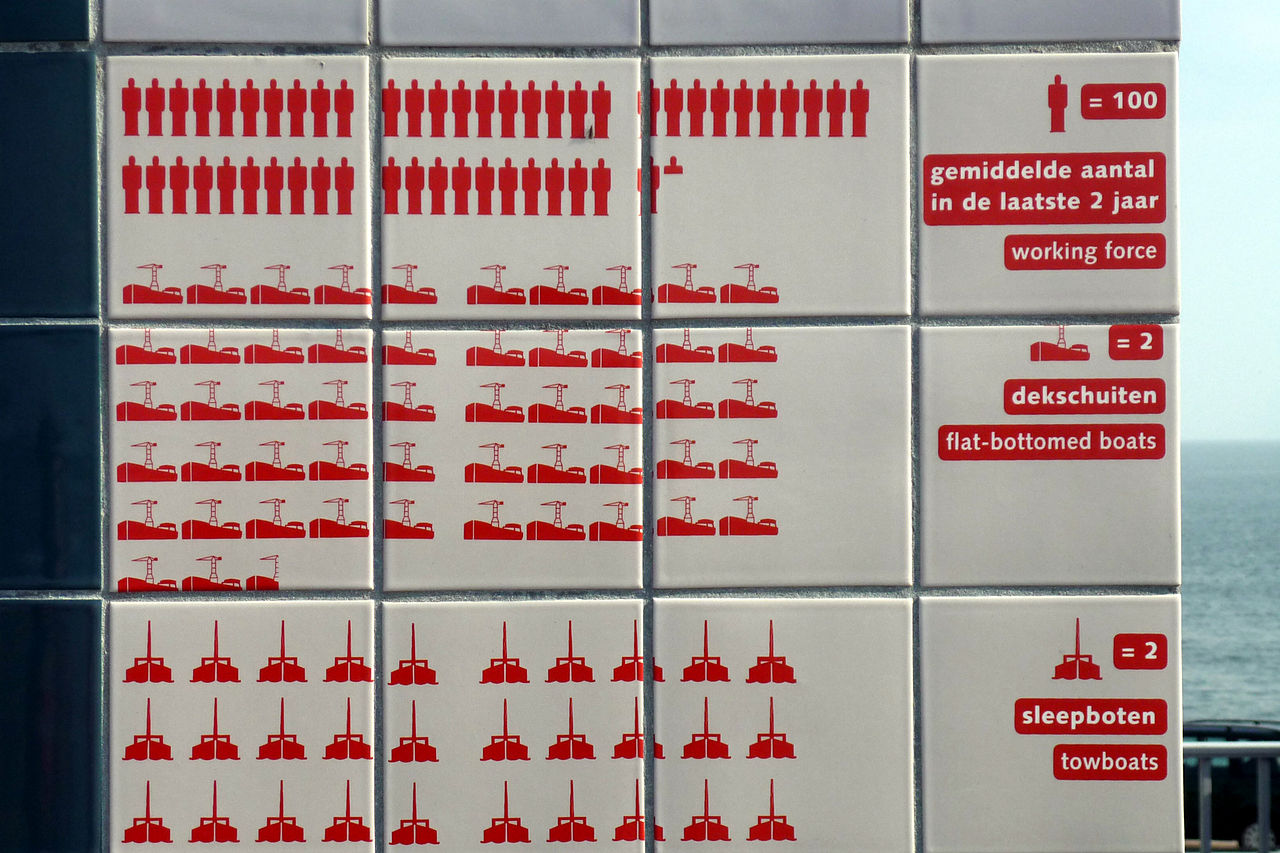 = 100
gemiddelde aantal
in de laatste 2 jaar
working force
= 2
dekschuiten
flat-bottomed boats
= 2
sleepboten
towboats